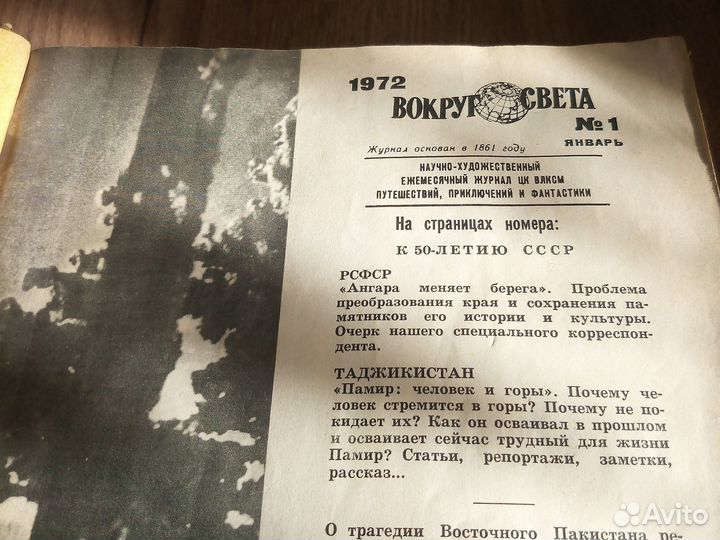 1972
ВОКРУГ СВЕТА
№ 1
ЯНВАРЬ
Журнал основан в 1861 году
НАУЧНО-ХУДОЖЕСТВЕННЫЙ
ЕЖЕМЕСЯЧНЫЙ ЖУРНАЛ ЦК ВЛКСМ
ПУТЕШЕСТВИЙ, ПРИКЛЮЧЕНИЙ И ФАНТАСТИКИ
На страницах номера:
К 50-ЛЕТИЮ СССР
РСФСР
«Ангара меняет берега». Проблема
преобразования края и сохранения па-
мятников его истории и культуры.
Очерк нашего специального корреспон-
дента.
ТАДЖИКИСТАН
«Памир: человек и горы». Почему че-
ловек стремится в горы? Почему не по-
кидает их? Как он осваивал в прошлом
и осваивает сейчас трудный для жизни
Памир? Статьи, репортажи, заметки,
рассказ...
О трагедии Восточного Пакистана ре-
Avito